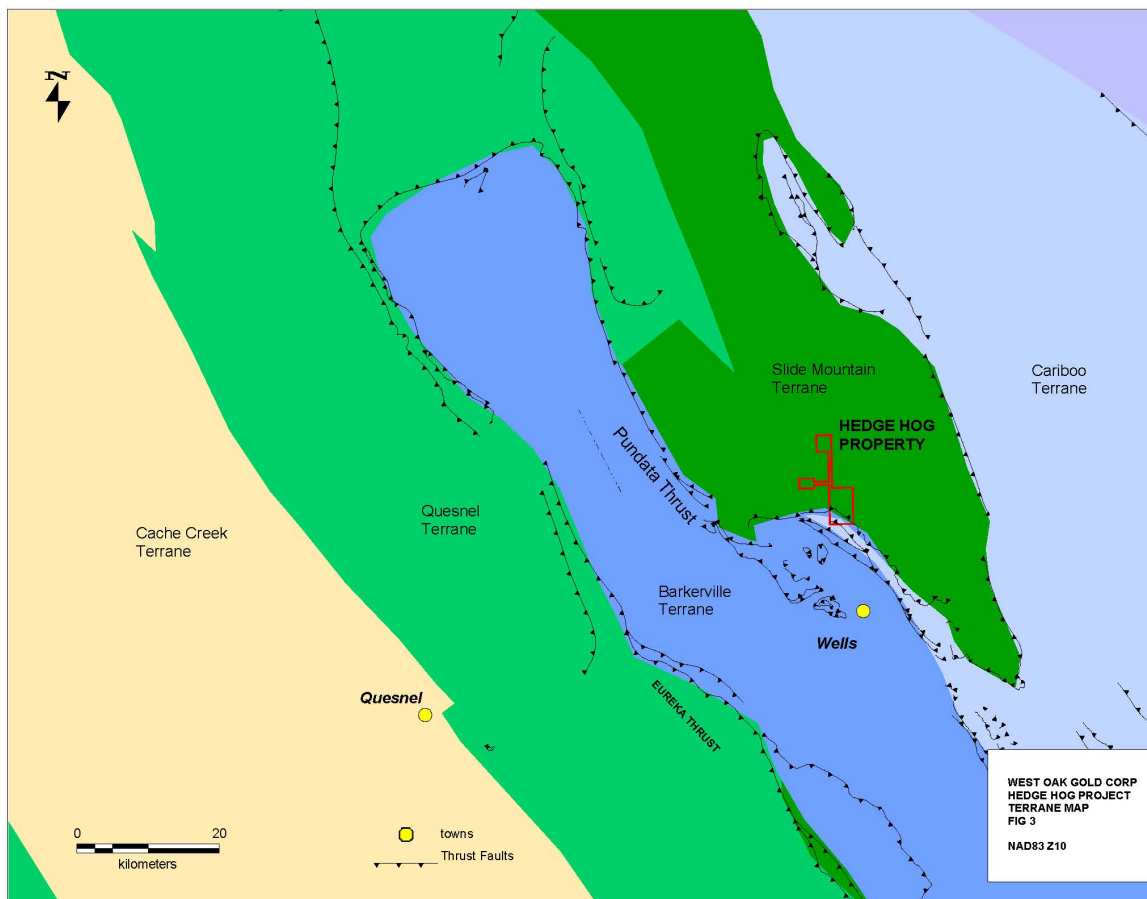 N
Slide Mountain
Terrane
Cariboo
Terrane
HEDGE HOG
PROPERTY
Pundata Thrust
Quesnel
Terrane
Cache Creek
Terrane
Barkerville
Terrane
Wells
Quesnel
EUREKA THRUST
WEST OAK GOLD CORP
HEDGE HOG PROJECT
TERRANE MAP
FIG 3
NAD83 Z10
0 20
kilometers
towns
Thrust Faults